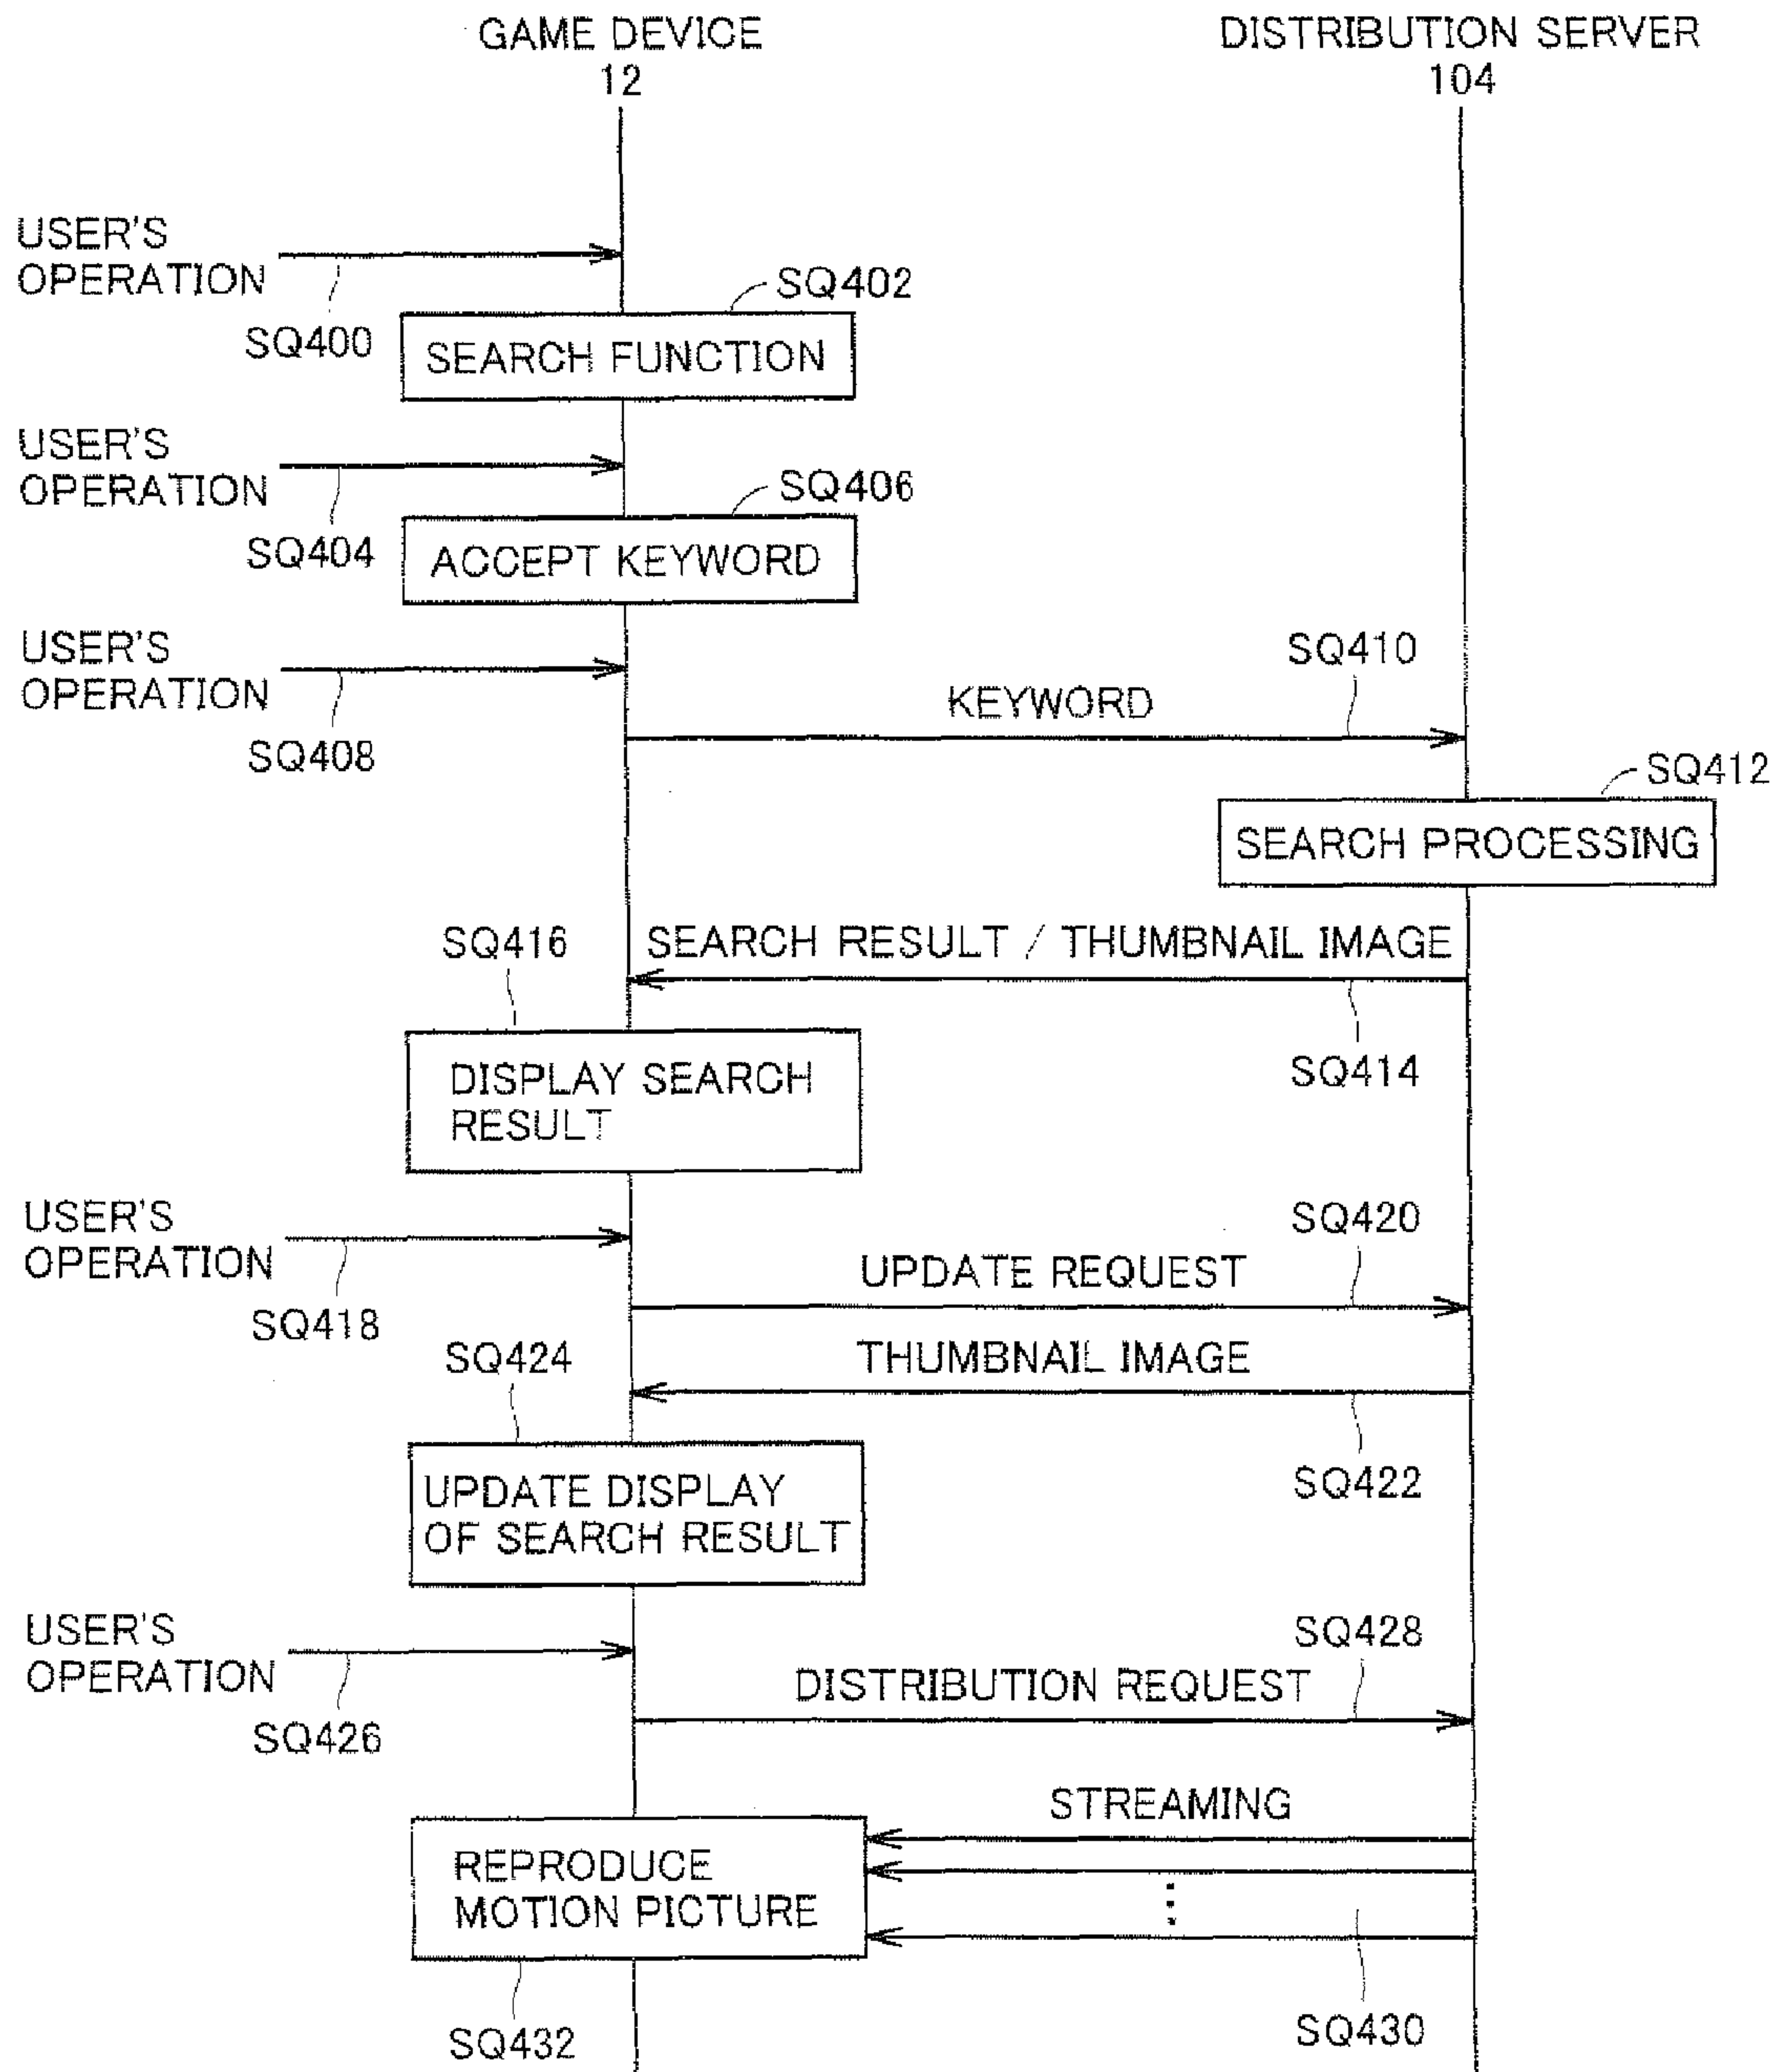 GAME DEVICE
12
DISTRIBUTION SERVER
104
USER'S
OPERATION
SQ400
SQ402
SEARCH FUNCTION
USER'S
OPERATION
SQ404
SQ406
ACCEPT KEYWORD
USER'S
OPERATION
SQ408
SQ410
KEYWORD
SQ412
SEARCH PROCESSING
SQ416
SEARCH RESULT / THUMBNAIL IMAGE
SQ414
DISPLAY SEARCH
RESULT
USER'S
OPERATION
SQ418
SQ420
UPDATE REQUEST
SQ424
THUMBNAIL IMAGE
SQ422
UPDATE DISPLAY
OF SEARCH RESULT
USER'S
OPERATION
SQ426
SQ428
DISTRIBUTION REQUEST
STREAMING
REPRODUCE
MOTION PICTURE
SQ432
SQ430